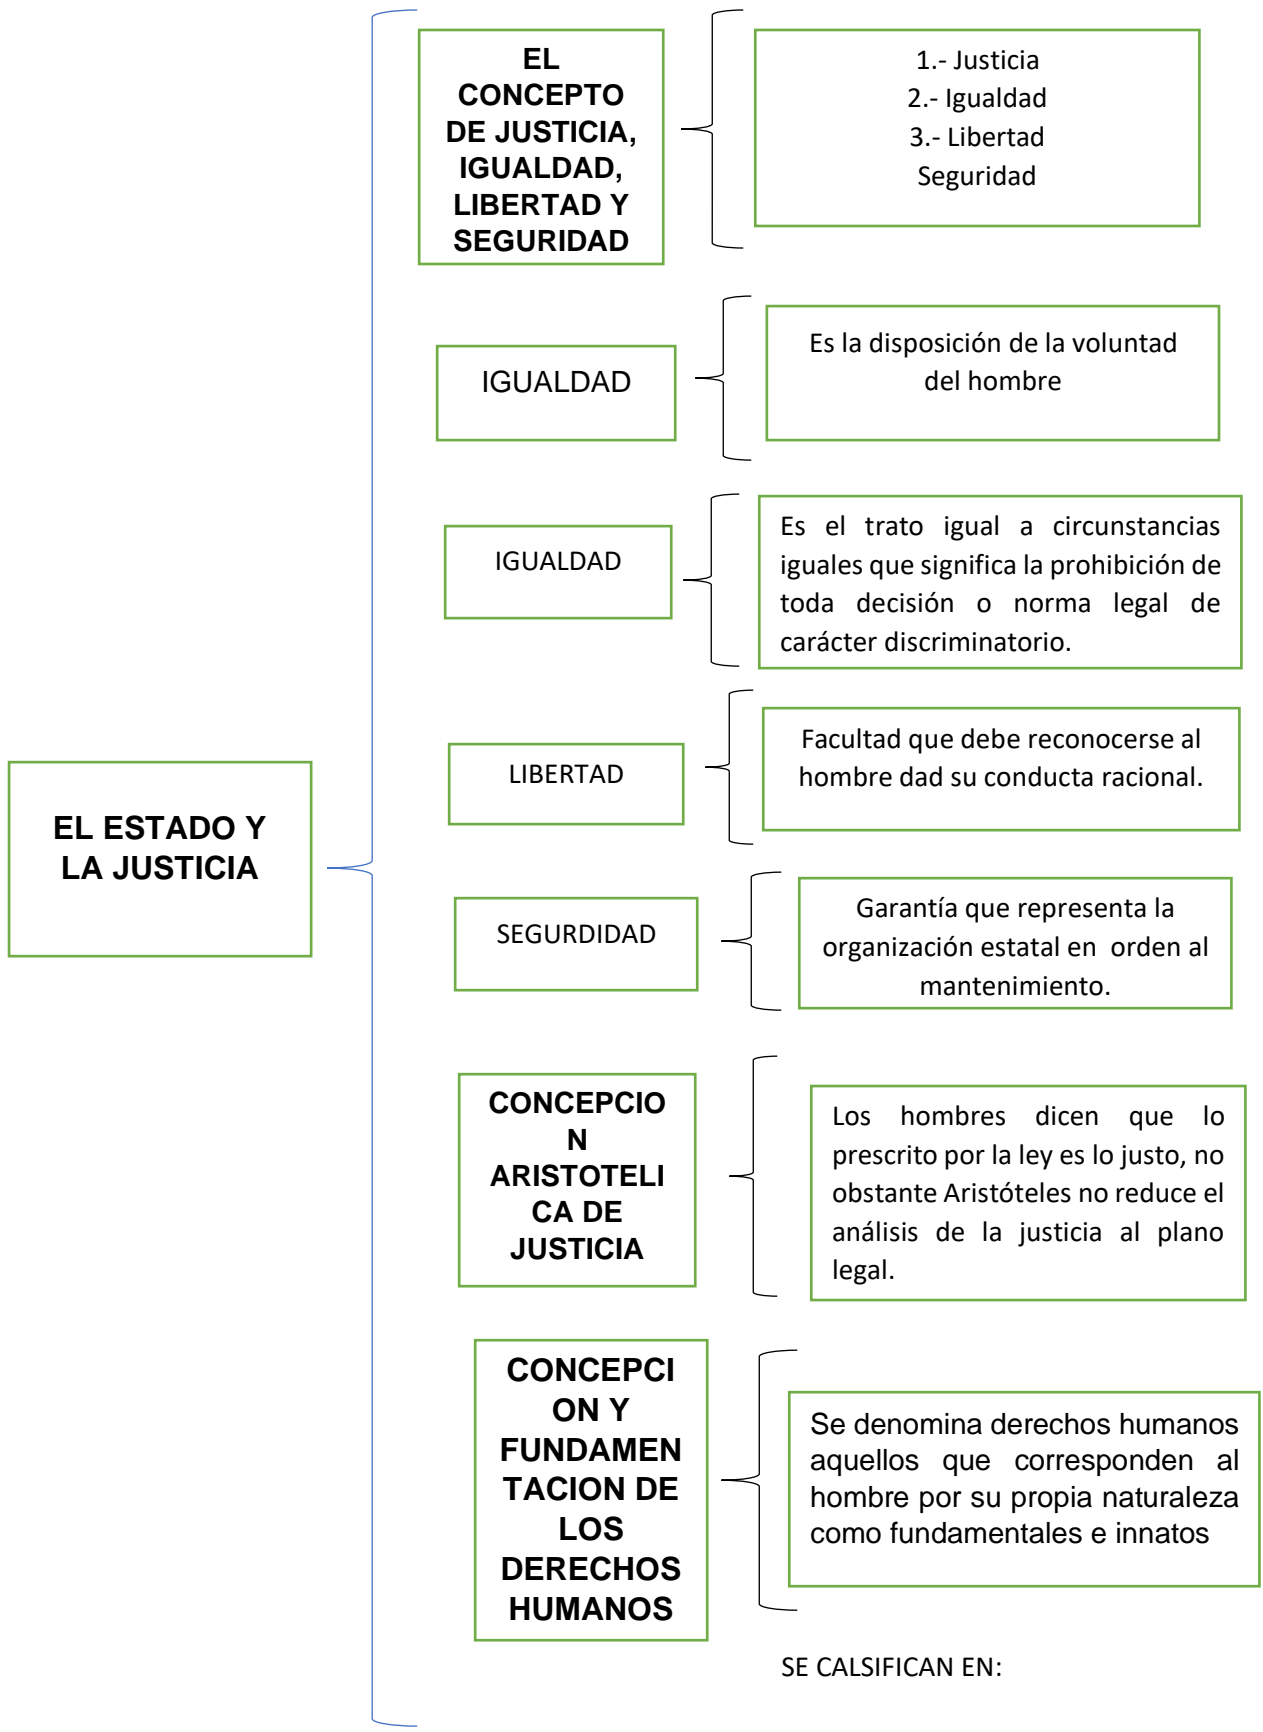 EL
CONCEPTO
DE JUSTICIA,
IGUALDAD,
LIBERTAD Y
SEGURIDAD
1.- Justicia
2.- Igualdad
3.- Libertad
Seguridad
IGUALDAD
Es la disposición de la voluntad
del hombre
IGUALDAD
Es el trato igual a circunstancias
iguales que significa la prohibición de
toda decisión o norma legal de
carácter discriminatorio.
EL ESTADO Y
LA JUSTICIA
LIBERTAD
Facultad que debe reconocerse al
hombre dad su conducta racional.
SEGURDIDAD
Garantía que representa la
organización estatal en  orden al
mantenimiento.
CONCEPCIO
N
ARISTOTELI
CA DE
JUSTICIA
Los hombres dicen que lo
prescrito por la ley es lo justo, no
obstante Aristóteles no reduce el
análisis de la justicia al plano
legal.
CONCEPCI
ON Y
FUNDAMEN
TACION DE
LOS
DERECHOS
HUMANOS
Se denomina derechos humanos
aquellos que corresponden al
hombre por su propia naturaleza
como fundamentales e innatos
SE CALSIFICAN EN: